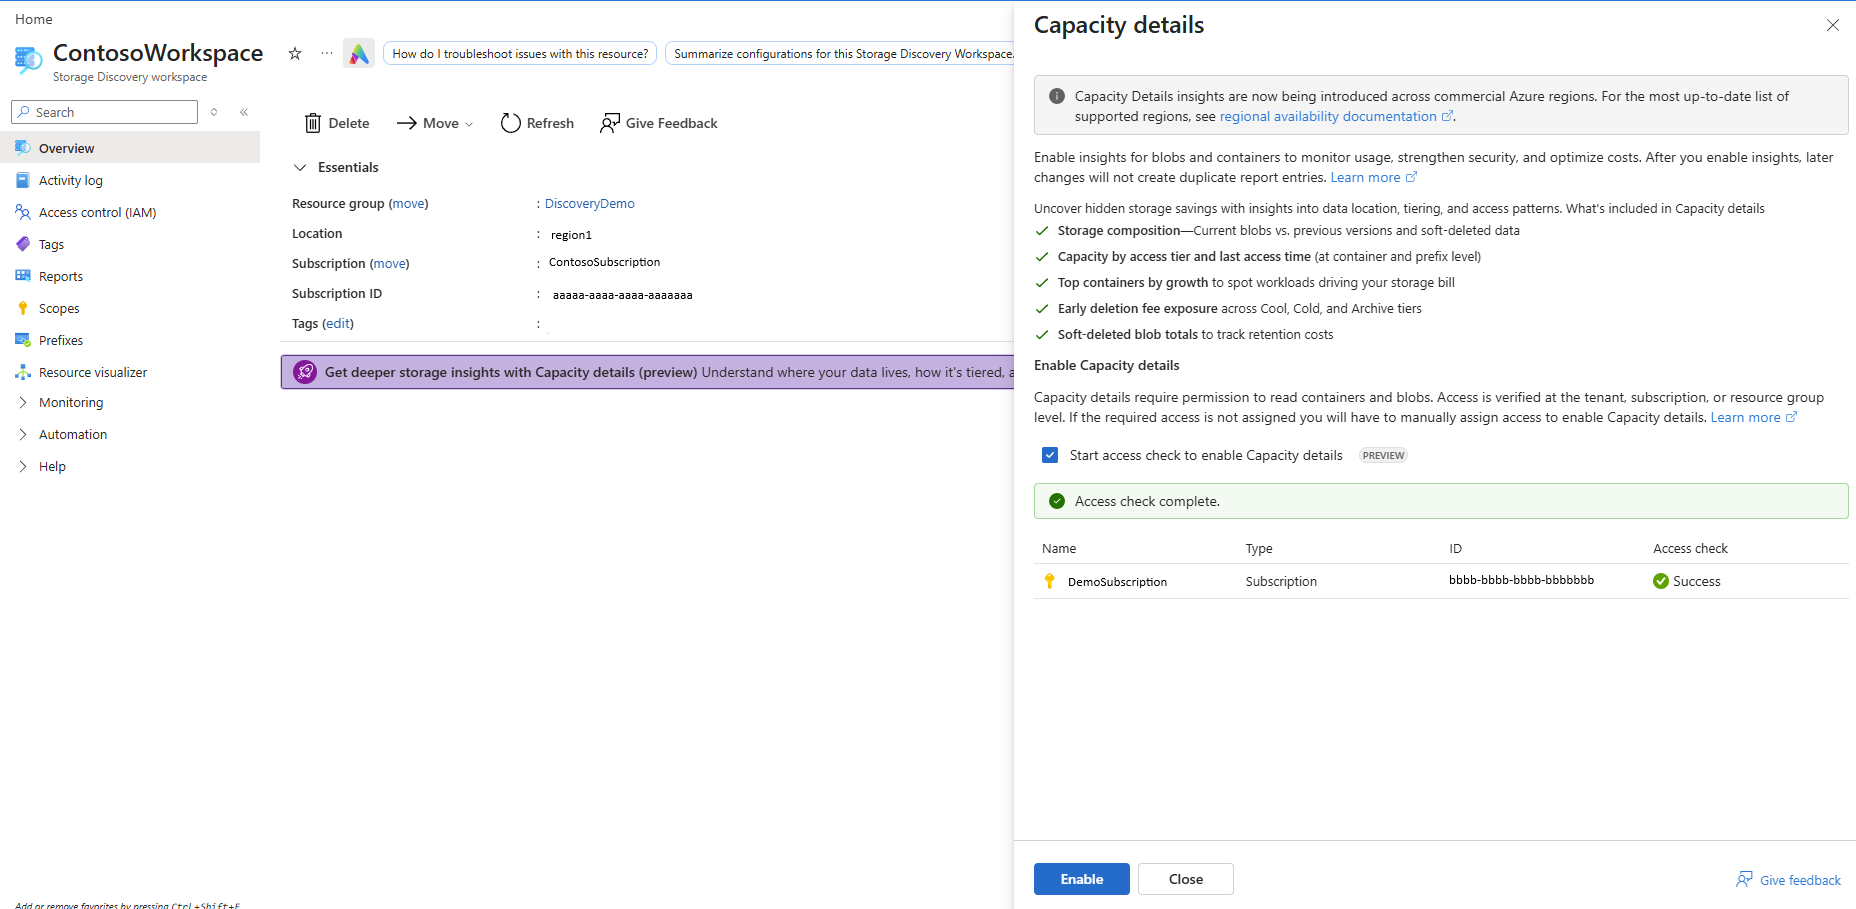 Home
ContosoWorkspace
Storage Discovery workspace
How do I troubleshoot issues with this resource?
Summarize configurations for this Storage Discovery Workspace.
Search
Overview
Activity log
Access control (IAM)
Tags
Reports
Scopes
Prefixes
Resource visualizer
Monitoring
Automation
Help
Add or remove favorites by pressing Ctrl+Shift+F
Delete
Move
Refresh
Give Feedback
Essentials
Resource group (move) : DiscoveryDemo
Location : region1
Subscription (move) : ContosoSubscription
Subscription ID : aaaaa-aaaa-aaaa-aaaaaaa
Tags (edit) :
Get deeper storage insights with Capacity details (preview) Understand where your data lives, how it's tiered, a
Capacity details
Capacity Details insights are now being introduced across commercial Azure regions. For the most up-to-date list of
supported regions, see regional availability documentation.
Enable insights for blobs and containers to monitor usage, strengthen security, and optimize costs. After you enable insights, later
changes will not create duplicate report entries. Learn more
Uncover hidden storage savings with insights into data location, tiering, and access patterns. What's included in Capacity details
Storage composition—Current blobs vs. previous versions and soft-deleted data
Capacity by access tier and last access time (at container and prefix level)
Top containers by growth to spot workloads driving your storage bill
Early deletion fee exposure across Cool, Cold, and Archive tiers
Soft-deleted blob totals to track retention costs
Enable Capacity details
Capacity details require permission to read containers and blobs. Access is verified at the tenant, subscription, or resource group
level. If the required access is not assigned you will have to manually assign access to enable Capacity details. Learn more
Start access check to enable Capacity details PREVIEW
Access check complete.
Name Type ID Access check
DemoSubscription Subscription bbbb-bbbb-bbbb-bbbbbbb Success
Enable
Close
Give feedback